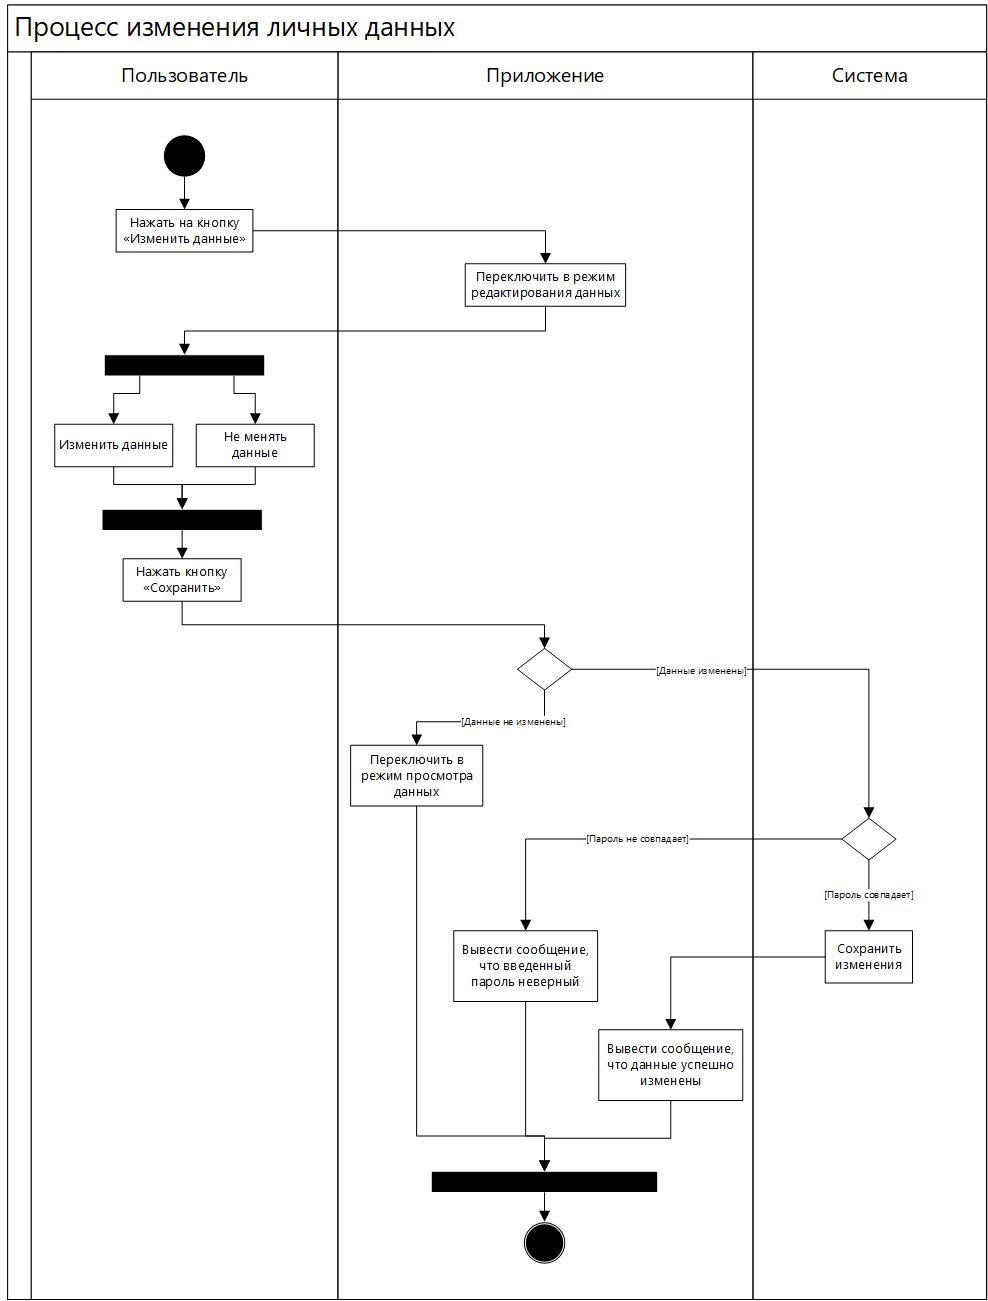 Процесс изменения личных данных
Пользователь
Приложение
Система
Нажать на кнопку
«Изменить данные»
Переключить в режим
редактирования данных
Изменить данные
Не менять
данные
Нажать кнопку
«Сохранить»
[Данные изменены]
[Данные не изменены]
Переключить в
режим просмотра
данных
[Пароль не совпадает]
[Пароль совпадает]
Вывести сообщение,
что введенный
пароль неверный
Сохранить
изменения
Вывести сообщение,
что данные успешно
изменены